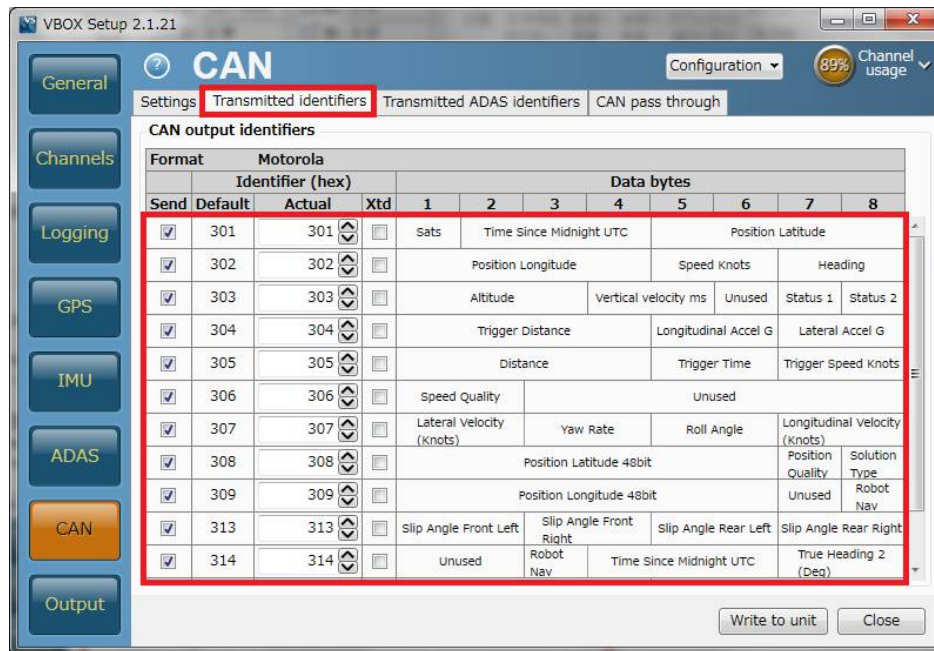 VBOX Setup 2.1.21
General
Channels
Logging
GPS
IMU
ADAS
CAN
Output
? CAN
Configuration
89% Channel usage
Settings Transmitted identifiers Transmitted ADAS identifiers CAN pass through
CAN output identifiers
Format Motorola
Identifier (hex) Data bytes
Send Default Actual Xtd 1 2 3 4 5 6 7 8
301 301 Sats Time Since Midnight UTC Position Latitude
302 302 Position Longitude Speed Knots Heading
303 303 Altitude Vertical velocity ms Unused Status 1 Status 2
304 304 Trigger Distance Longitudinal Accel G Lateral Accel G
305 305 Distance Trigger Time Trigger Speed Knots
306 306 Speed Quality Unused
307 307 Lateral Velocity (Knots) Yaw Rate Roll Angle Longitudinal Velocity (Knots)
308 308 Position Latitude 48bit Position Quality Solution Type
309 309 Position Longitude 48bit Unused Robot Nav
313 313 Slip Angle Front Left Slip Angle Front Right Slip Angle Rear Left Slip Angle Rear Right
314 314 Unused Robot Nav Time Since Midnight UTC True Heading 2 (Deg)
Write to unit Close